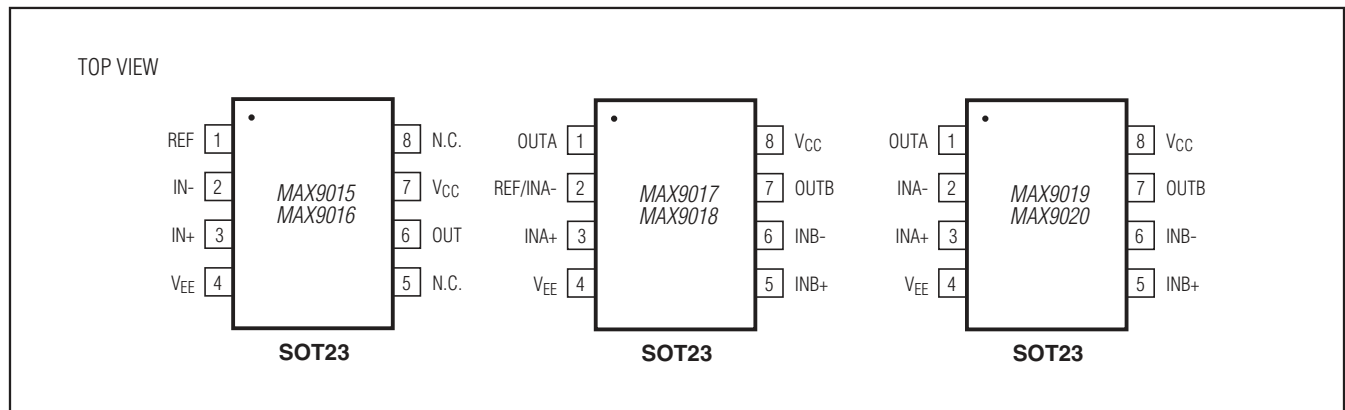 TOP VIEW
REF 1
IN- 2
IN+ 3
VEE 4
MAX9015
MAX9016
8 N.C.
7 VCC
6 OUT
5 N.C.
SOT23
OUTA 1
REF/INA- 2
INA+ 3
VEE 4
MAX9017
MAX9018
8 VCC
7 OUTB
6 INB-
5 INB+
SOT23
OUTA 1
INA- 2
INA+ 3
VEE 4
MAX9019
MAX9020
8 VCC
7 OUTB
6 INB-
5 INB+
SOT23